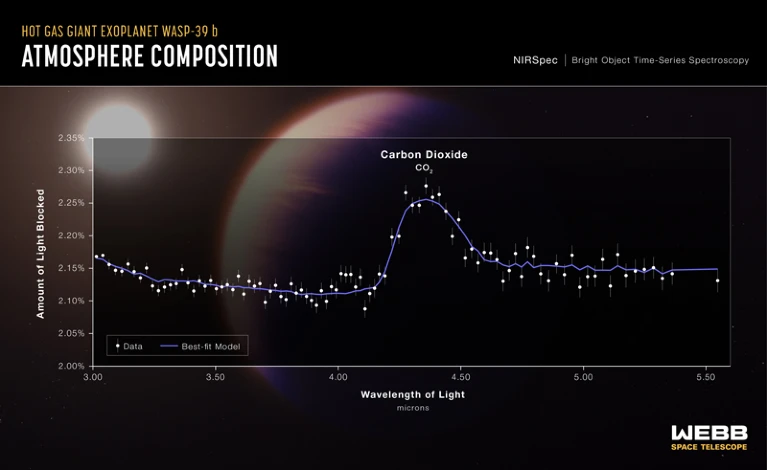 HOT GAS GIANT EXOPLANET WASP-39 b
ATMOSPHERE COMPOSITION
NIRSpec | Bright Object Time-Series Spectroscopy
2.35%
2.30%
2.25%
2.20%
2.15%
2.10%
2.05%
2.00%
Amount of Light Blocked
Carbon Dioxide
CO₂
Data
Best-fit Model
3.00 3.50 4.00 4.50 5.00 5.50
Wavelength of Light
microns
WEBB
SPACE TELESCOPE